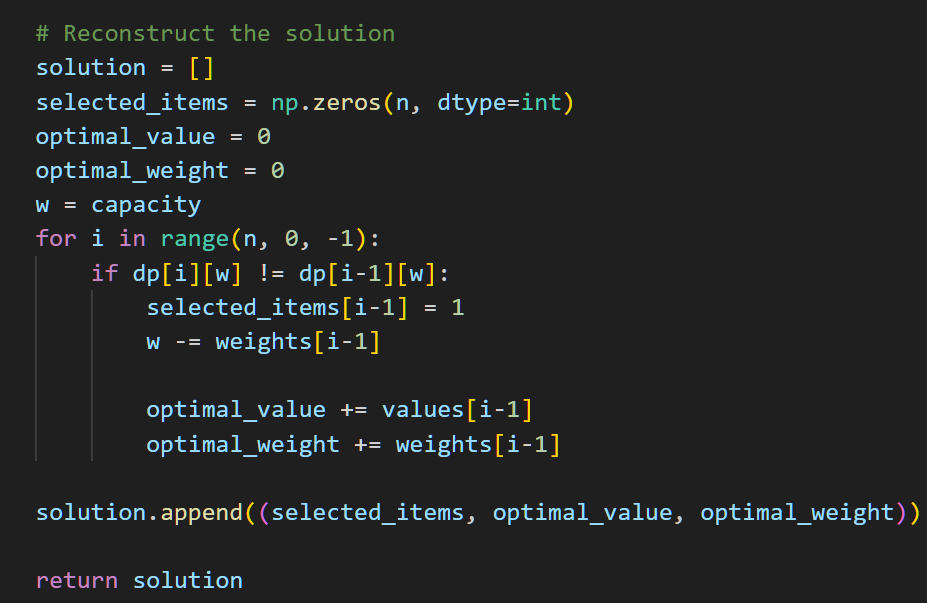 # Reconstruct the solution
solution = []
selected_items = np.zeros(n, dtype=int)
optimal_value = 0
optimal_weight = 0
w = capacity
for i in range(n, 0, -1):
    if dp[i][w] != dp[i-1][w]:
        selected_items[i-1] = 1
        w -= weights[i-1]

        optimal_value += values[i-1]
        optimal_weight += weights[i-1]

solution.append((selected_items, optimal_value, optimal_weight))

return solution